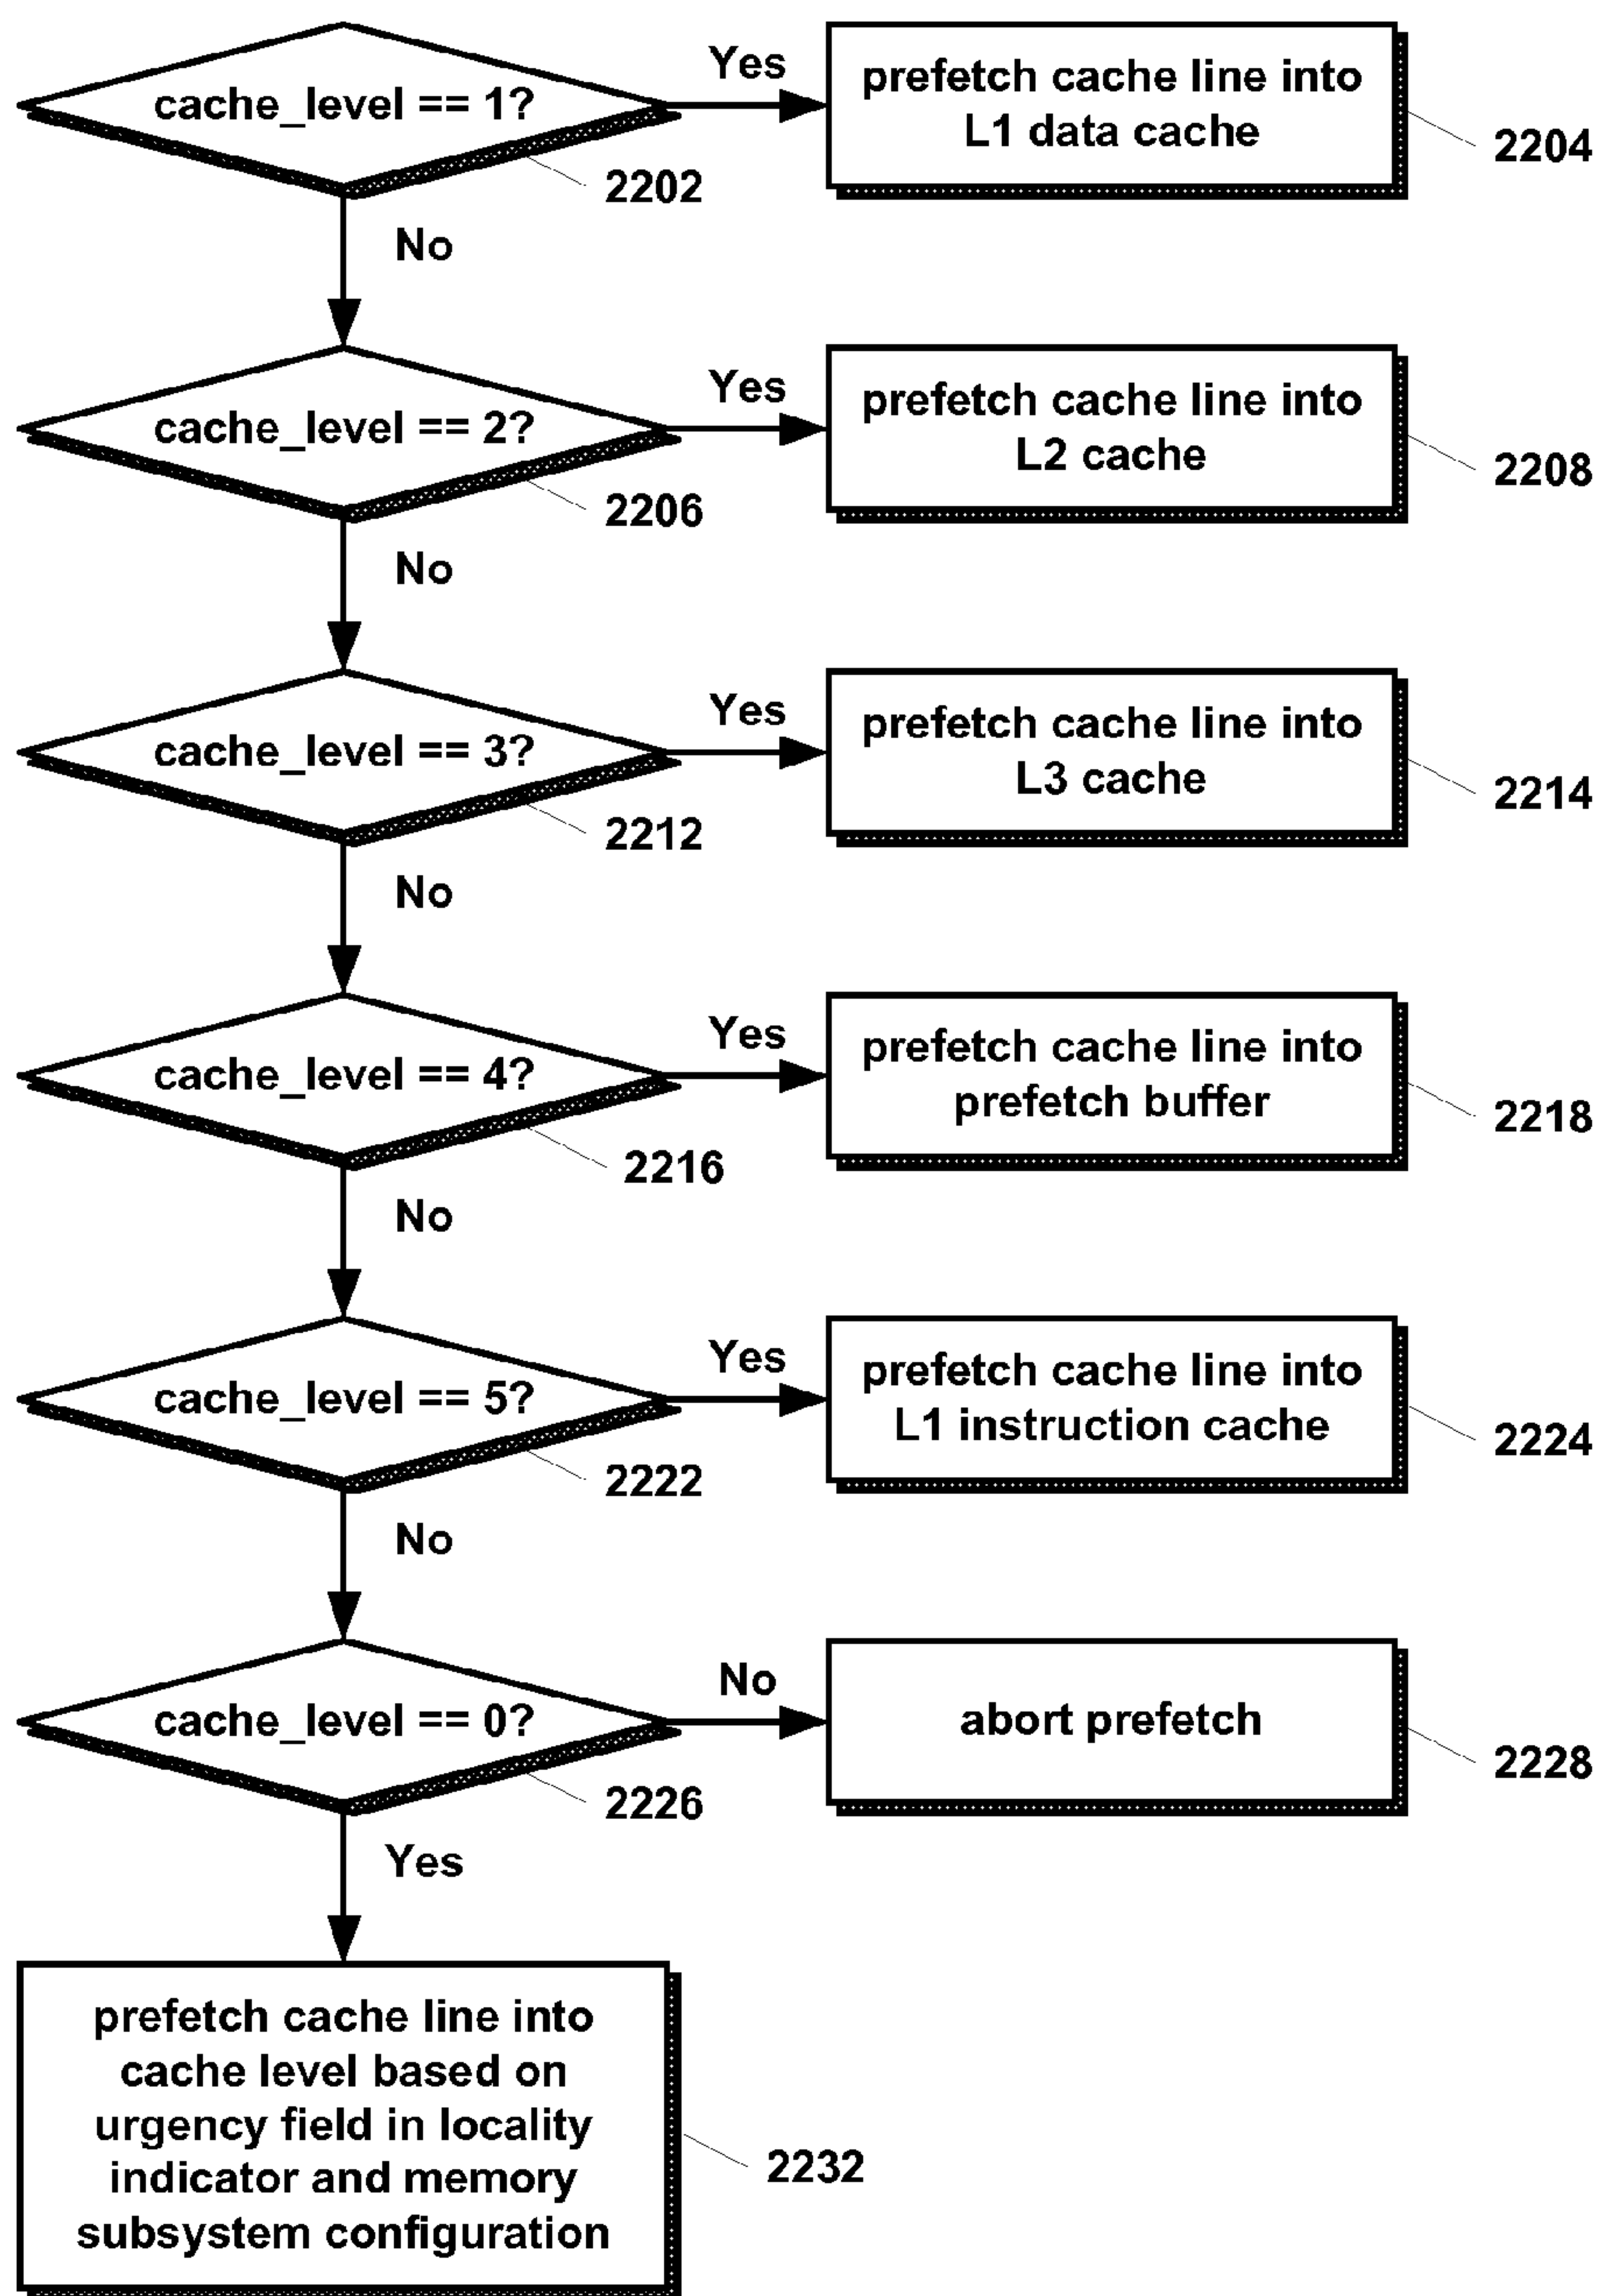 cache_level == 1?
Yes
prefetch cache line into
L1 data cache
2204
2202
No
cache_level == 2?
Yes
prefetch cache line into
L2 cache
2208
2206
No
cache_level == 3?
Yes
prefetch cache line into
L3 cache
2214
2212
No
cache_level == 4?
Yes
prefetch cache line into
prefetch buffer
2218
2216
No
cache_level == 5?
Yes
prefetch cache line into
L1 instruction cache
2224
2222
No
cache_level == 0?
No
abort prefetch
2228
2226
Yes
prefetch cache line into
cache level based on
urgency field in locality
indicator and memory
subsystem configuration
2232